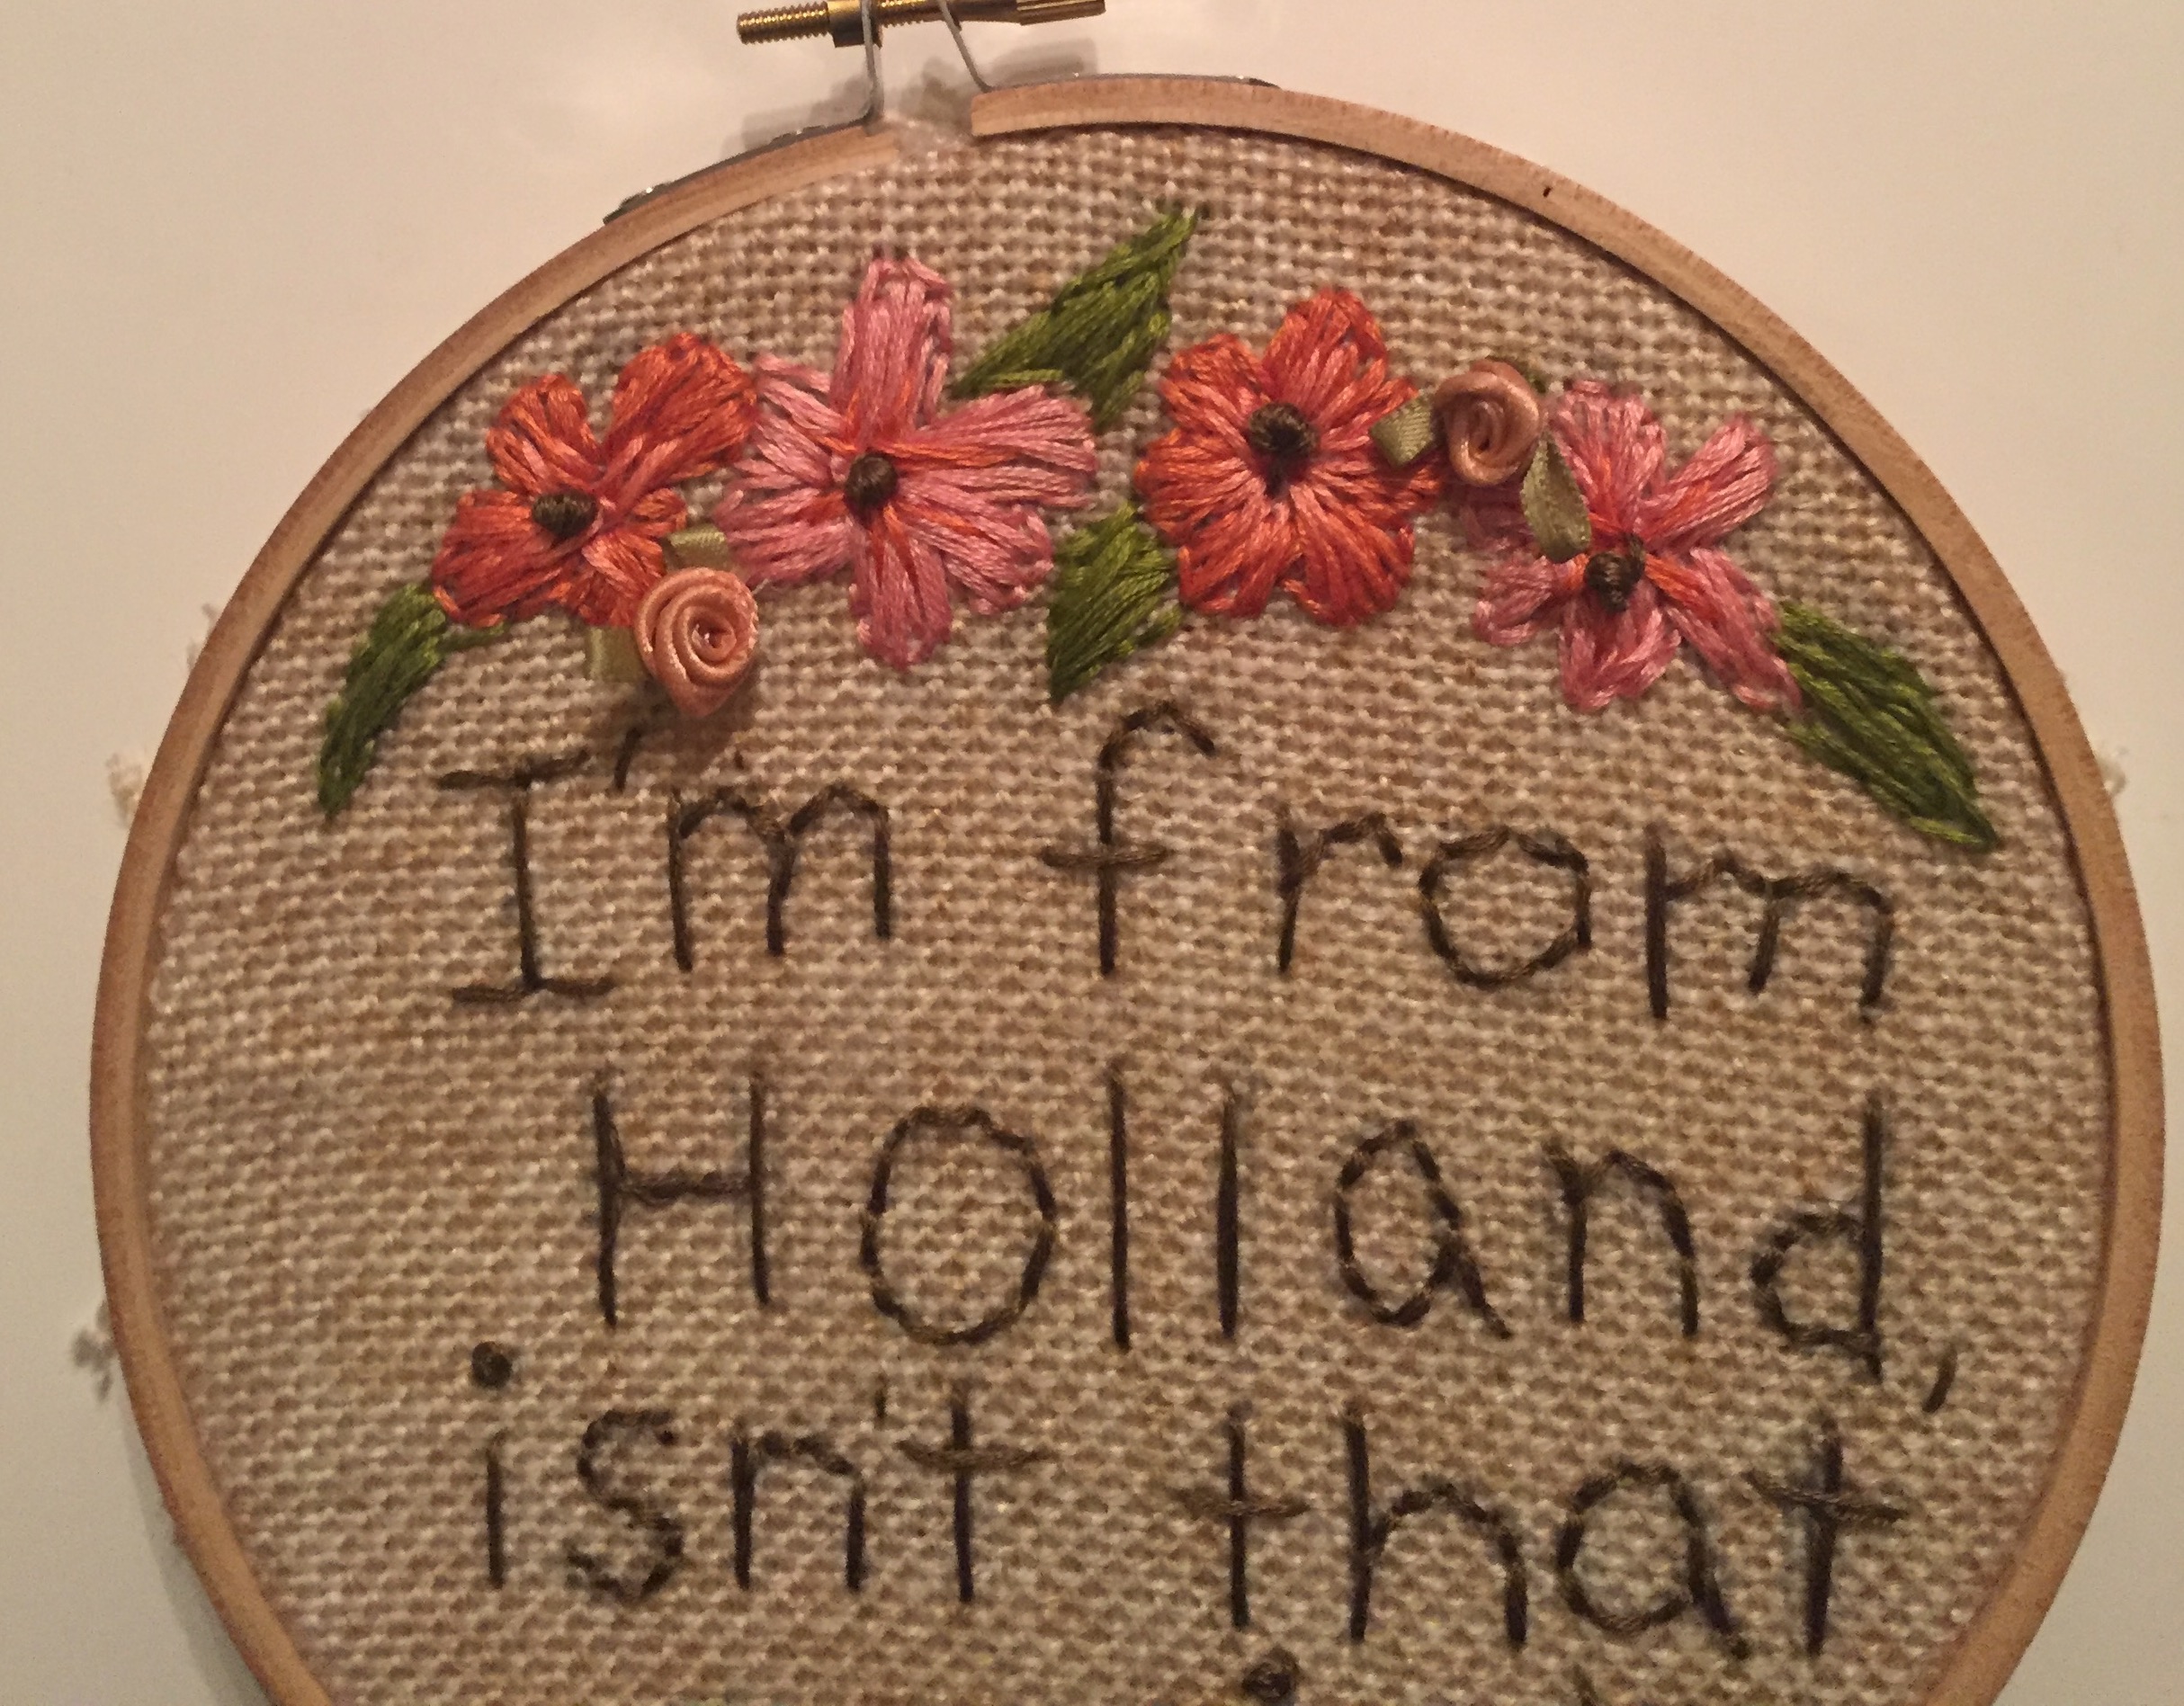 I'm from
Holland,
isn't that